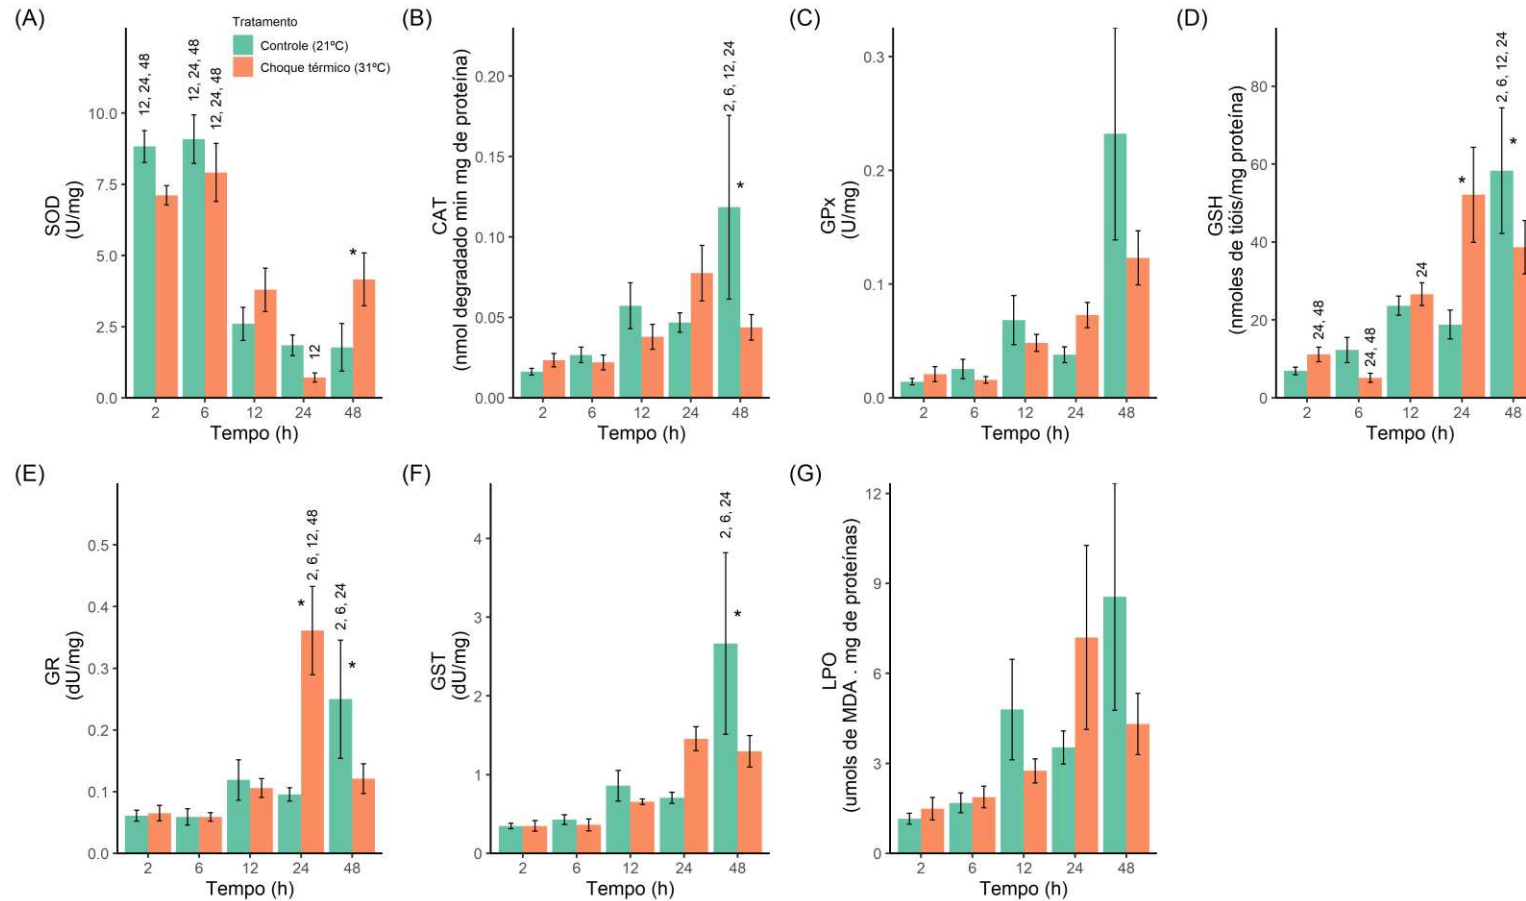 (A)
Tratamento
Controle (21ºC)
Choque térmico (31ºC)
SOD
(U/mg)
10.0
7.5
5.0
2.5
0.0
12, 24, 48
12, 24, 48
12, 24, 48
12
*
2 6 12 24 48
Tempo (h)
(B)
CAT
(nmol degradado min mg de proteína)
0.20
0.15
0.10
0.05
0.00
2, 6, 12, 24
*
2 6 12 24 48
Tempo (h)
(C)
GPx
(U/mg)
0.3
0.2
0.1
0.0
2 6 12 24 48
Tempo (h)
(D)
GSH
(nmoles de tióis/mg proteína)
80
60
40
20
0
24, 48
24, 48
24
*
2, 6, 12, 24
*
2 6 12 24 48
Tempo (h)
(E)
GR
(dU/mg)
0.5
0.4
0.3
0.2
0.1
0.0
*
2, 6, 12, 48
2, 6, 24
*
2 6 12 24 48
Tempo (h)
(F)
GST
(dU/mg)
4
3
2
1
0
2, 6, 24
*
2 6 12 24 48
Tempo (h)
(G)
LPO
(umols de MDA . mg de proteínas)
12
9
6
3
0
2 6 12 24 48
Tempo (h)